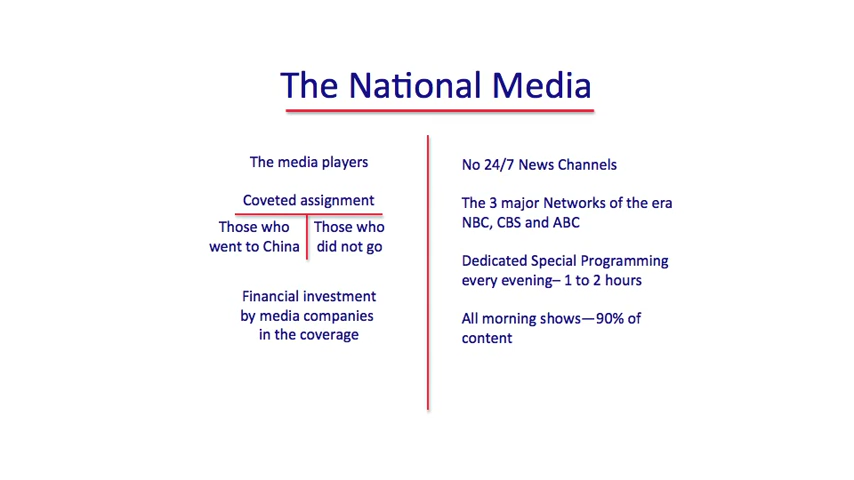 The National Media
The media players
Coveted assignment
Those who
went to China
Those who
did not go
Financial investment
by media companies
in the coverage
No 24/7 News Channels
The 3 major Networks of the era
NBC, CBS and ABC
Dedicated Special Programming
every evening– 1 to 2 hours
All morning shows—90% of
content